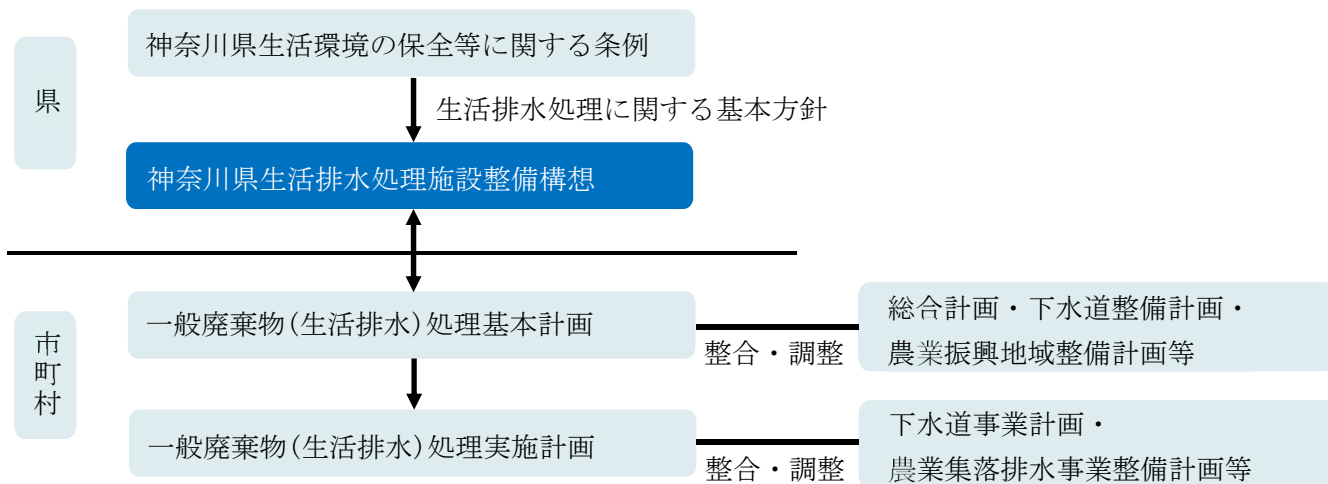 県
神奈川県生活環境の保全等に関する条例
生活排水処理に関する基本方針
神奈川県生活排水処理施設整備構想
市町村
一般廃棄物(生活排水)処理基本計画
整合・調整
総合計画・下水道整備計画・
農業振興地域整備計画等
一般廃棄物(生活排水)処理実施計画
整合・調整
下水道事業計画・
農業集落排水事業整備計画等